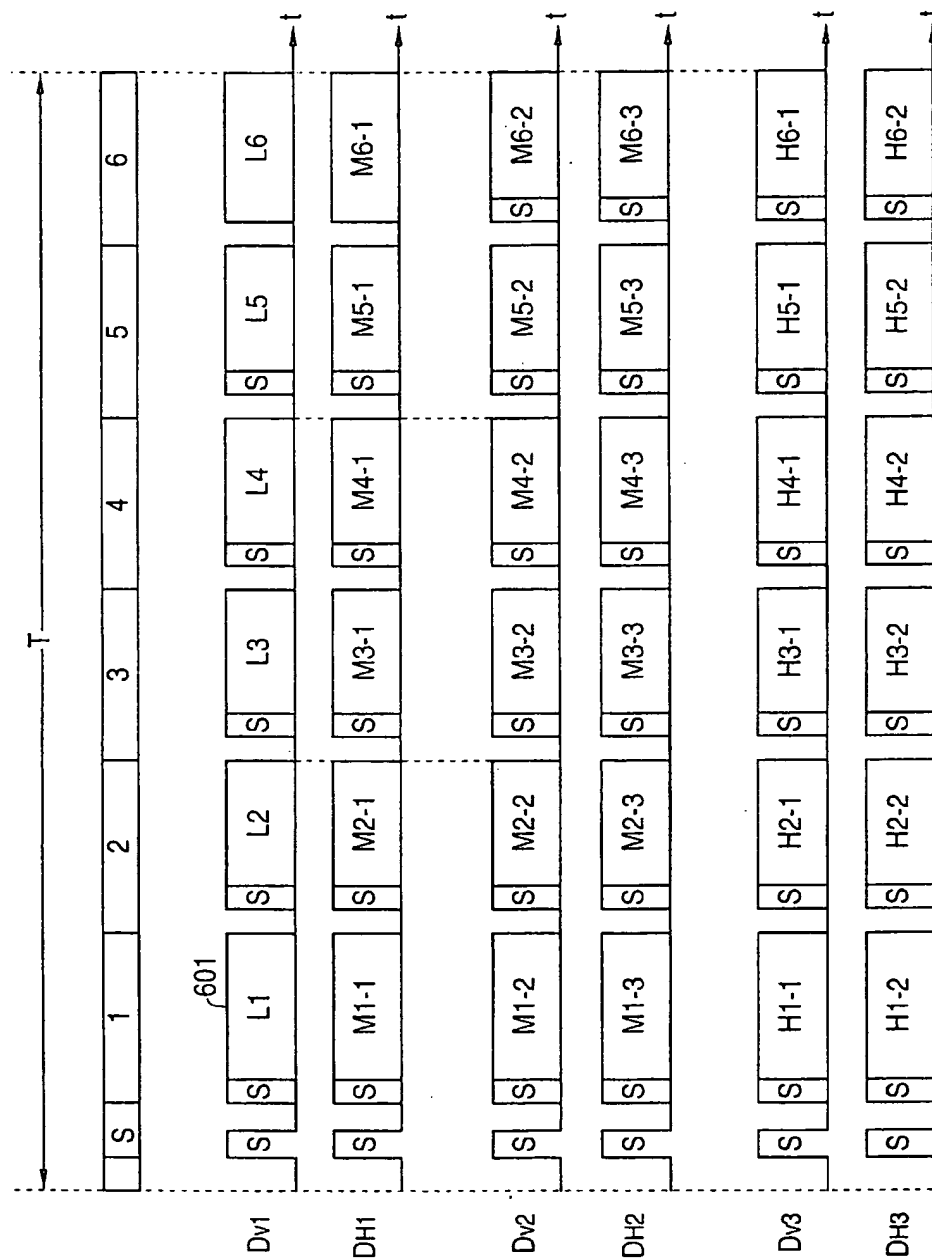 T
S 1 2 3 4 5 6
601
DV1 S S L1 S L2 S L3 S L4 S L5 L6 t
DH1 S S M1-1 S M2-1 S M3-1 S M4-1 S M5-1 M6-1 t
DV2 S S M1-2 S M2-2 S M3-2 S M4-2 S M5-2 S M6-2 t
DH2 S S M1-3 S M2-3 S M3-3 S M4-3 S M5-3 S M6-3 t
DV3 S S H1-1 S H2-1 S H3-1 S H4-1 S H5-1 S H6-1 t
DH3 S S H1-2 S H2-2 S H3-2 S H4-2 S H5-2 S H6-2 t